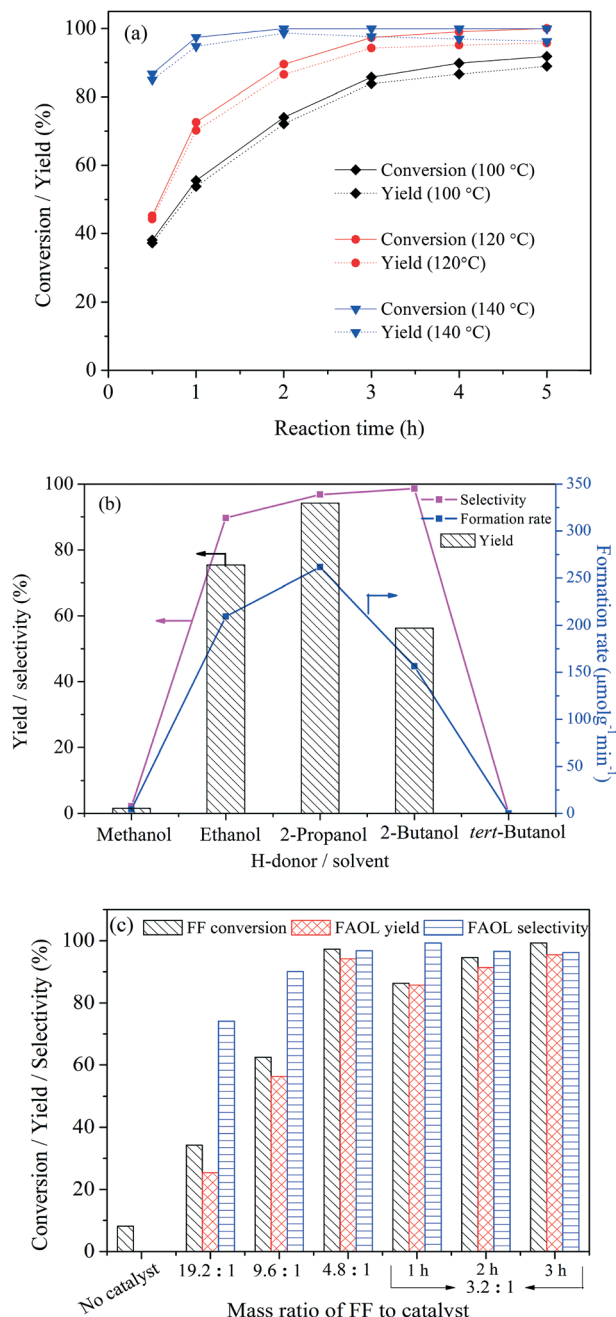 (a)
Conversion / Yield (%)
100
80
60
40
20
0
Conversion (100 °C)
Yield (100 °C)
Conversion (120 °C)
Yield (120°C)
Conversion (140 °C)
Yield (140 °C)
0 1 2 3 4 5
Reaction time (h)
(b)
Yield / selectivity (%)
100
80
60
40
20
0
Selectivity
Formation rate
Yield
350
300
250
200
150
100
50
0
Formation rate (μmolg⁻¹ min⁻¹)
Methanol Ethanol 2-Propanol 2-Butanol tert-Butanol
H-donor / solvent
(c)
FF conversion FAOL yield FAOL selectivity
Conversion / Yield / Selectivity (%)
100
80
60
40
20
0
No catalyst 19.2 : 1 9.6 : 1 4.8 : 1 1 h 2 h 3 h
3.2 : 1
Mass ratio of FF to catalyst